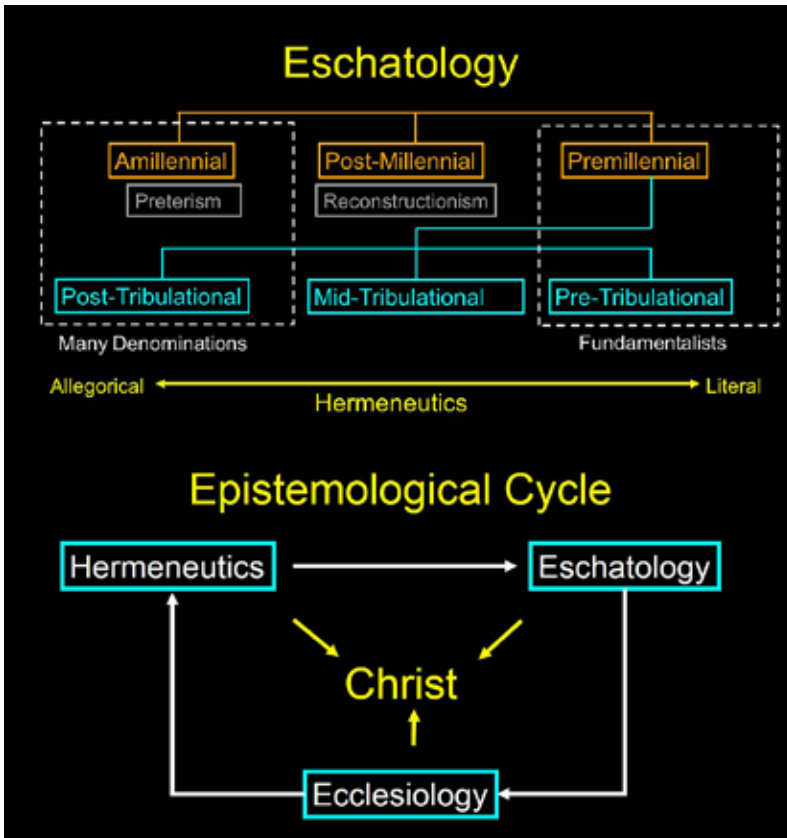 Eschatology
Amillennial
Post-Millennial
Premillennial
Preterism
Reconstructionism
Post-Tribulational
Mid-Tribulational
Pre-Tribulational
Many Denominations
Fundamentalists
Allegorical
Literal
Hermeneutics
Epistemological Cycle
Hermeneutics
Eschatology
Christ
Ecclesiology